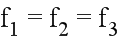 f₁ = f₂ = f₃